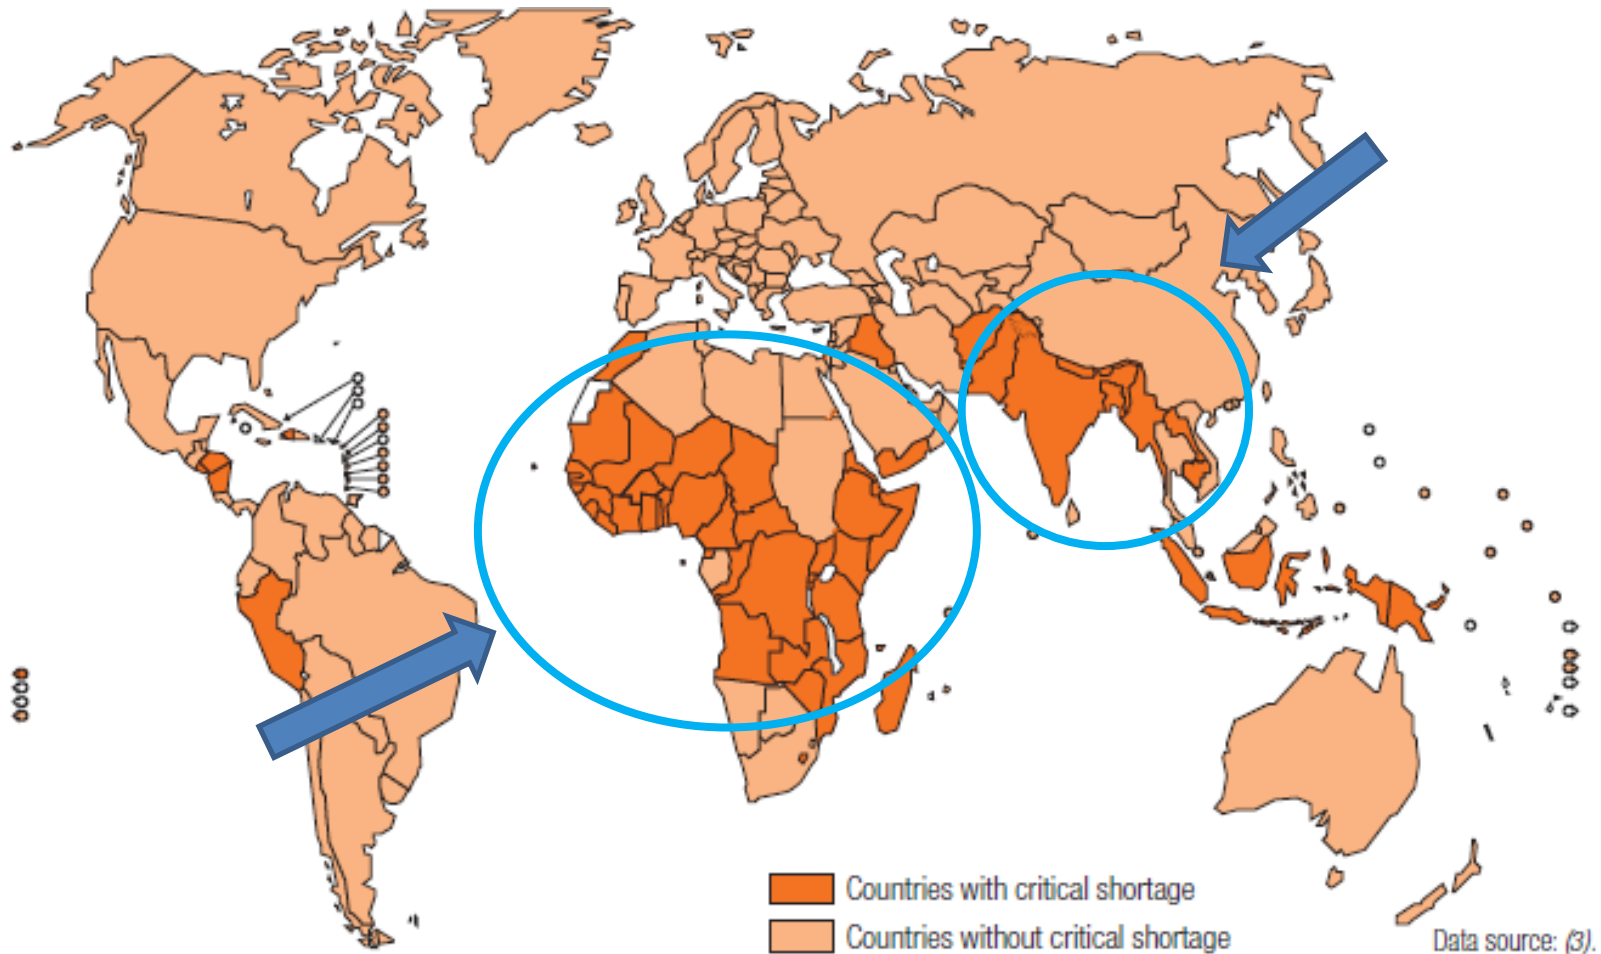 Countries with critical shortage
Countries without critical shortage
Data source: (3).